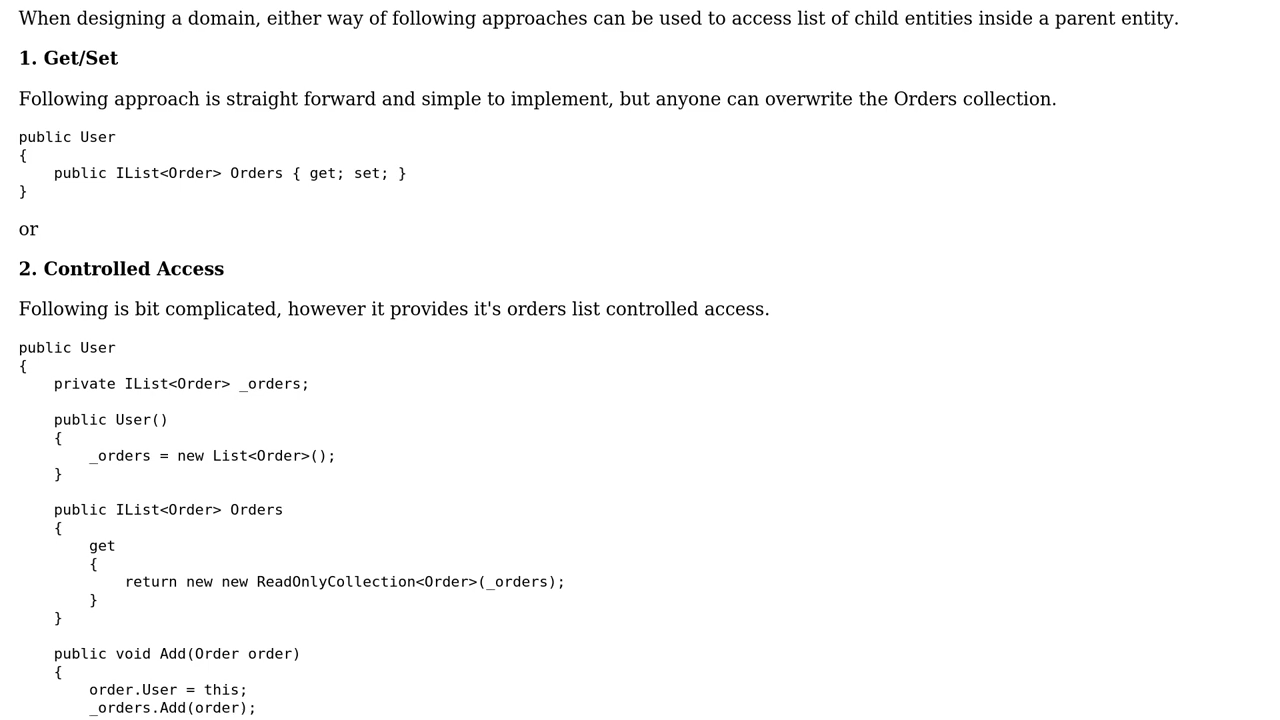 When designing a domain, either way of following approaches can be used to access list of child entities inside a parent entity.
1. Get/Set
Following approach is straight forward and simple to implement, but anyone can overwrite the Orders collection.
public User
{
    public IList<Order> Orders { get; set; }
}
or
2. Controlled Access
Following is bit complicated, however it provides it's orders list controlled access.
public User
{
    private IList<Order> _orders;

    public User()
    {
        _orders = new List<Order>();
    }

    public IList<Order> Orders
    {
        get
        {
            return new new ReadOnlyCollection<Order>(_orders);
        }
    }

    public void Add(Order order)
    {
        order.User = this;
        _orders.Add(order);